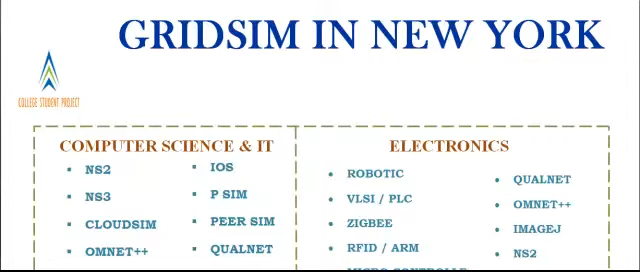 GRIDSIM IN NEW YORK
COLLEGE STUDENT PROJECT
COMPUTER SCIENCE & IT
NS2
NS3
CLOUDSIM
OMNET++
IOS
P SIM
PEER SIM
QUALNET
ELECTRONICS
ROBOTIC
VLSI / PLC
ZIGBEE
RFID / ARM
QUALNET
OMNET++
IMAGEJ
NS2